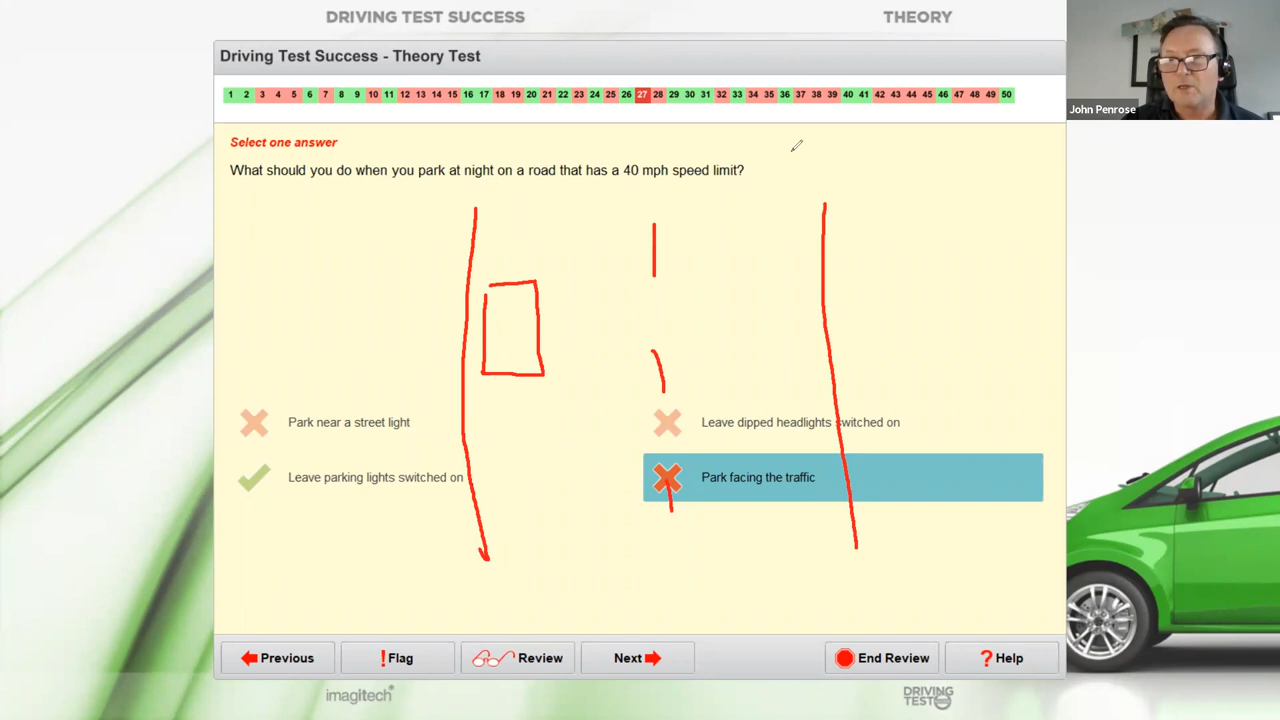 DRIVING TEST SUCCESS THEORY
Driving Test Success - Theory Test
1 2 3 4 5 6 7 8 9 10 11 12 13 14 15 16 17 18 19 20 21 22 23 24 25 26 27 28 29 30 31 32 33 34 35 36 37 38 39 40 41 42 43 44 45 46 47 48 49 50
John Penrose
Select one answer
What should you do when you park at night on a road that has a 40 mph speed limit?
Park near a street light
Leave dipped headlights switched on
Leave parking lights switched on
Park facing the traffic
Previous
!Flag
Review
Next
End Review
?Help
imagitech
DRIVING
TEST